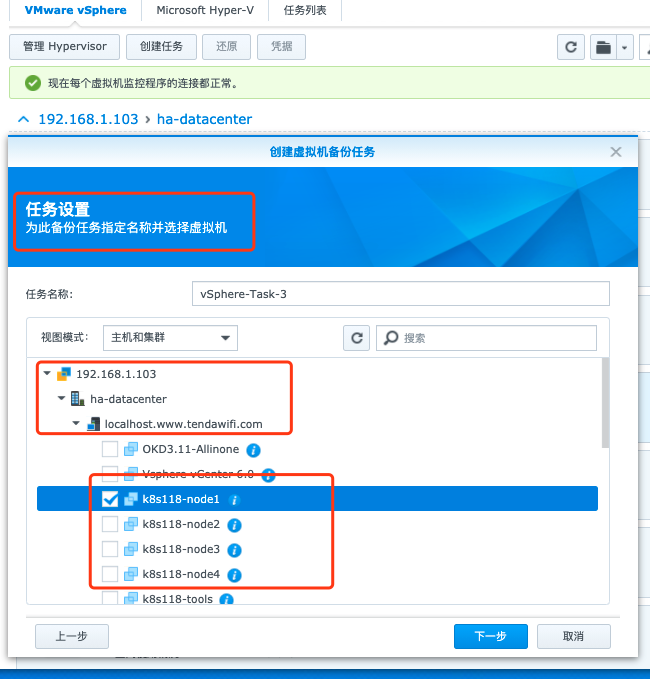 VMware vSphere
Microsoft Hyper-V
任务列表
管理 Hypervisor
创建任务
还原
凭据
现在每个虚拟机监控程序的连接都正常。
192.168.1.103 > ha-datacenter
创建虚拟机备份任务
任务设置
为此备份任务指定名称并选择虚拟机
任务名称:
vSphere-Task-3
视图模式:
主机和集群
搜索
192.168.1.103
ha-datacenter
localhost.www.tendawifi.com
OKD3.11-Allinone
Vsphere vCenter 6.0
k8s118-node1
k8s118-node2
k8s118-node3
k8s118-node4
k8s118-tools
上一步
下一步
取消